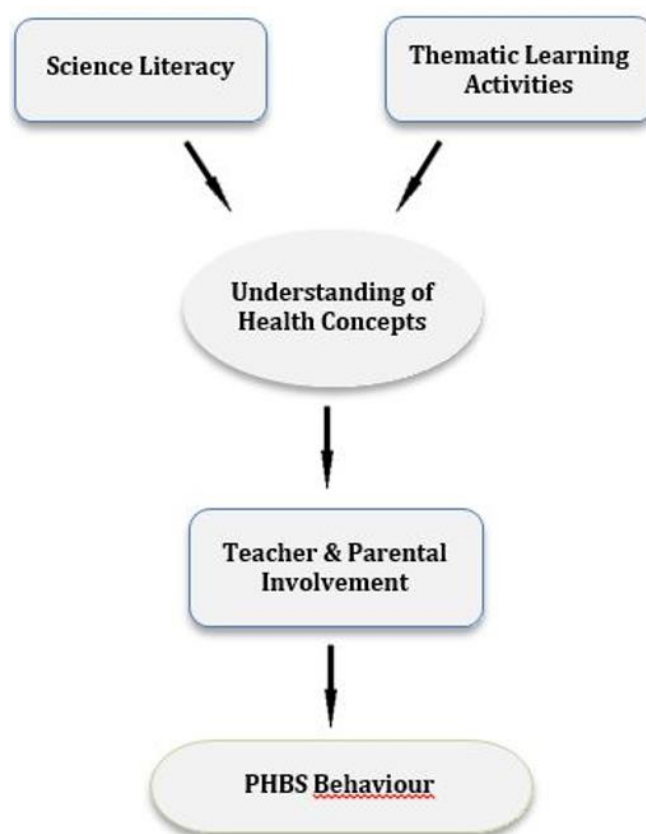 Science Literacy
Thematic Learning
Activities
Understanding of
Health Concepts
Teacher & Parental
Involvement
PHBS Behaviour